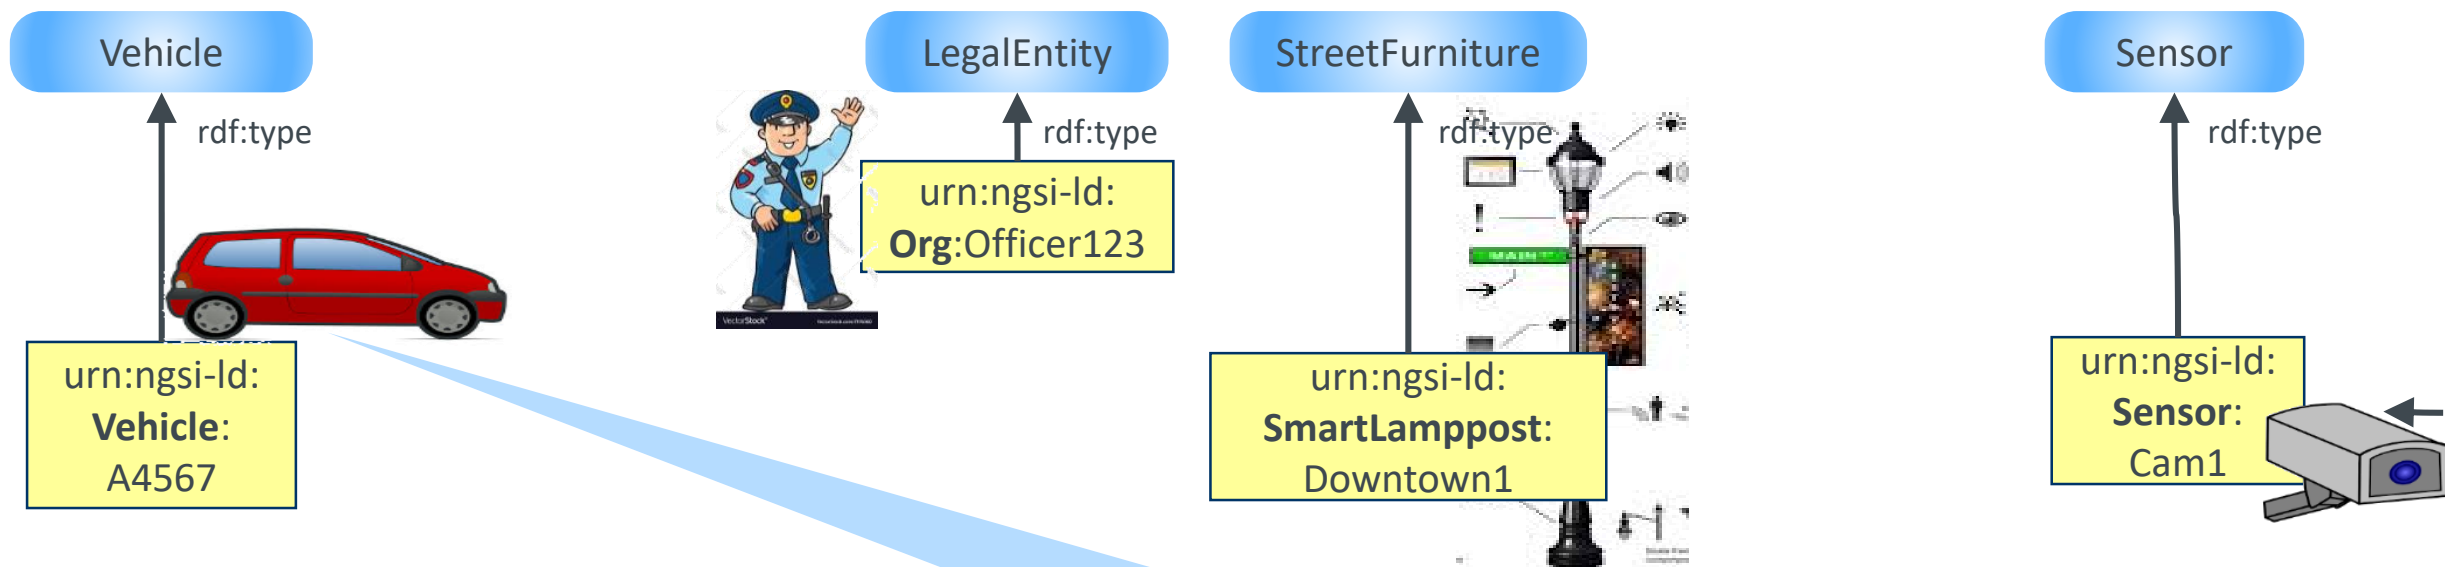 Vehicle
LegalEntity
StreetFurniture
Sensor
rdf:type
rdf:type
rdf:type
rdf:type
urn:ngsi-ld:
Org:Officer123
VectorStock
urn:ngsi-ld:
Vehicle:
A4567
urn:ngsi-ld:
SmartLamppost:
Downtown1
urn:ngsi-ld:
Sensor:
Cam1